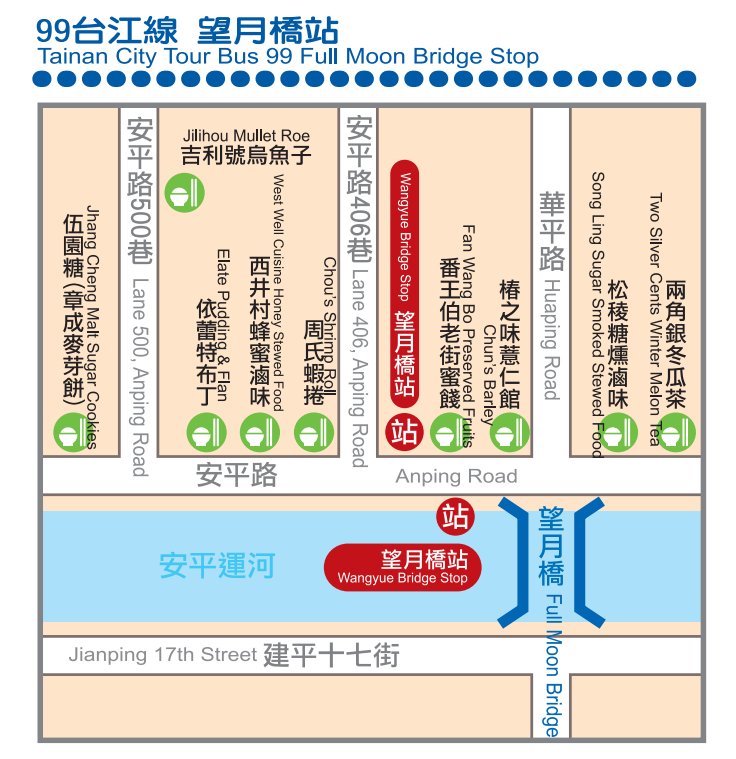 99台江線 望月橋站
Tainan City Tour Bus 99 Full Moon Bridge Stop
Jhang Cheng Malt Sugar Cookies
伍園糖(章成麥芽餅)
安平路500巷 Lane 500, Anping Road
Jilihou Mullet Roe
吉利號烏魚子
Elate Pudding & Flan
依蕾特布丁
West Well Cuisine Honey Stewed Food
西井村蜂蜜滷味
Chou's Shrimp Roll
周氏蝦捲
安平路406巷 Lane 406, Anping Road
Wangyue Bridge Stop 望月橋站
站
Fan Wang Bo Preserved Fruits
番王伯老街蜜餞
Chun's Barley
椿之味薏仁館
華平路 Huaping Road
Song Ling Sugar Smoked Stewed Food
松稜糖燻滷味
Two Silver Cents Winter Melon Tea
兩角銀冬瓜茶
安平路 Anping Road
站
望月橋站
Wangyue Bridge Stop
安平運河
望月橋 Full Moon Bridge
Jianping 17th Street 建平十七街